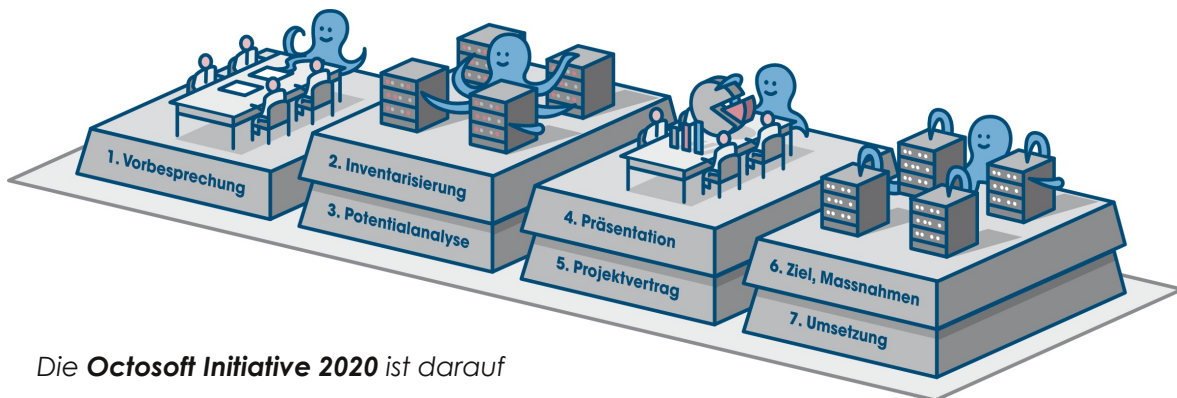 1. Vorbesprechung
2. Inventarisierung
3. Potentialanalyse
4. Präsentation
5. Projektvertrag
6. Ziel, Massnahmen
7. Umsetzung
Die Octosoft Initiative 2020 ist darauf